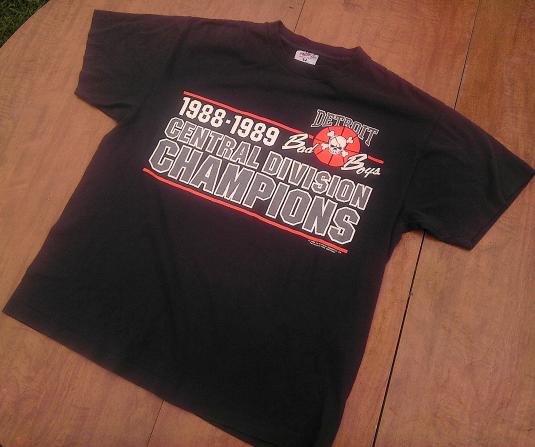 1988-1989
DETROIT
Bad Boys
CENTRAL DIVISION
CHAMPIONS